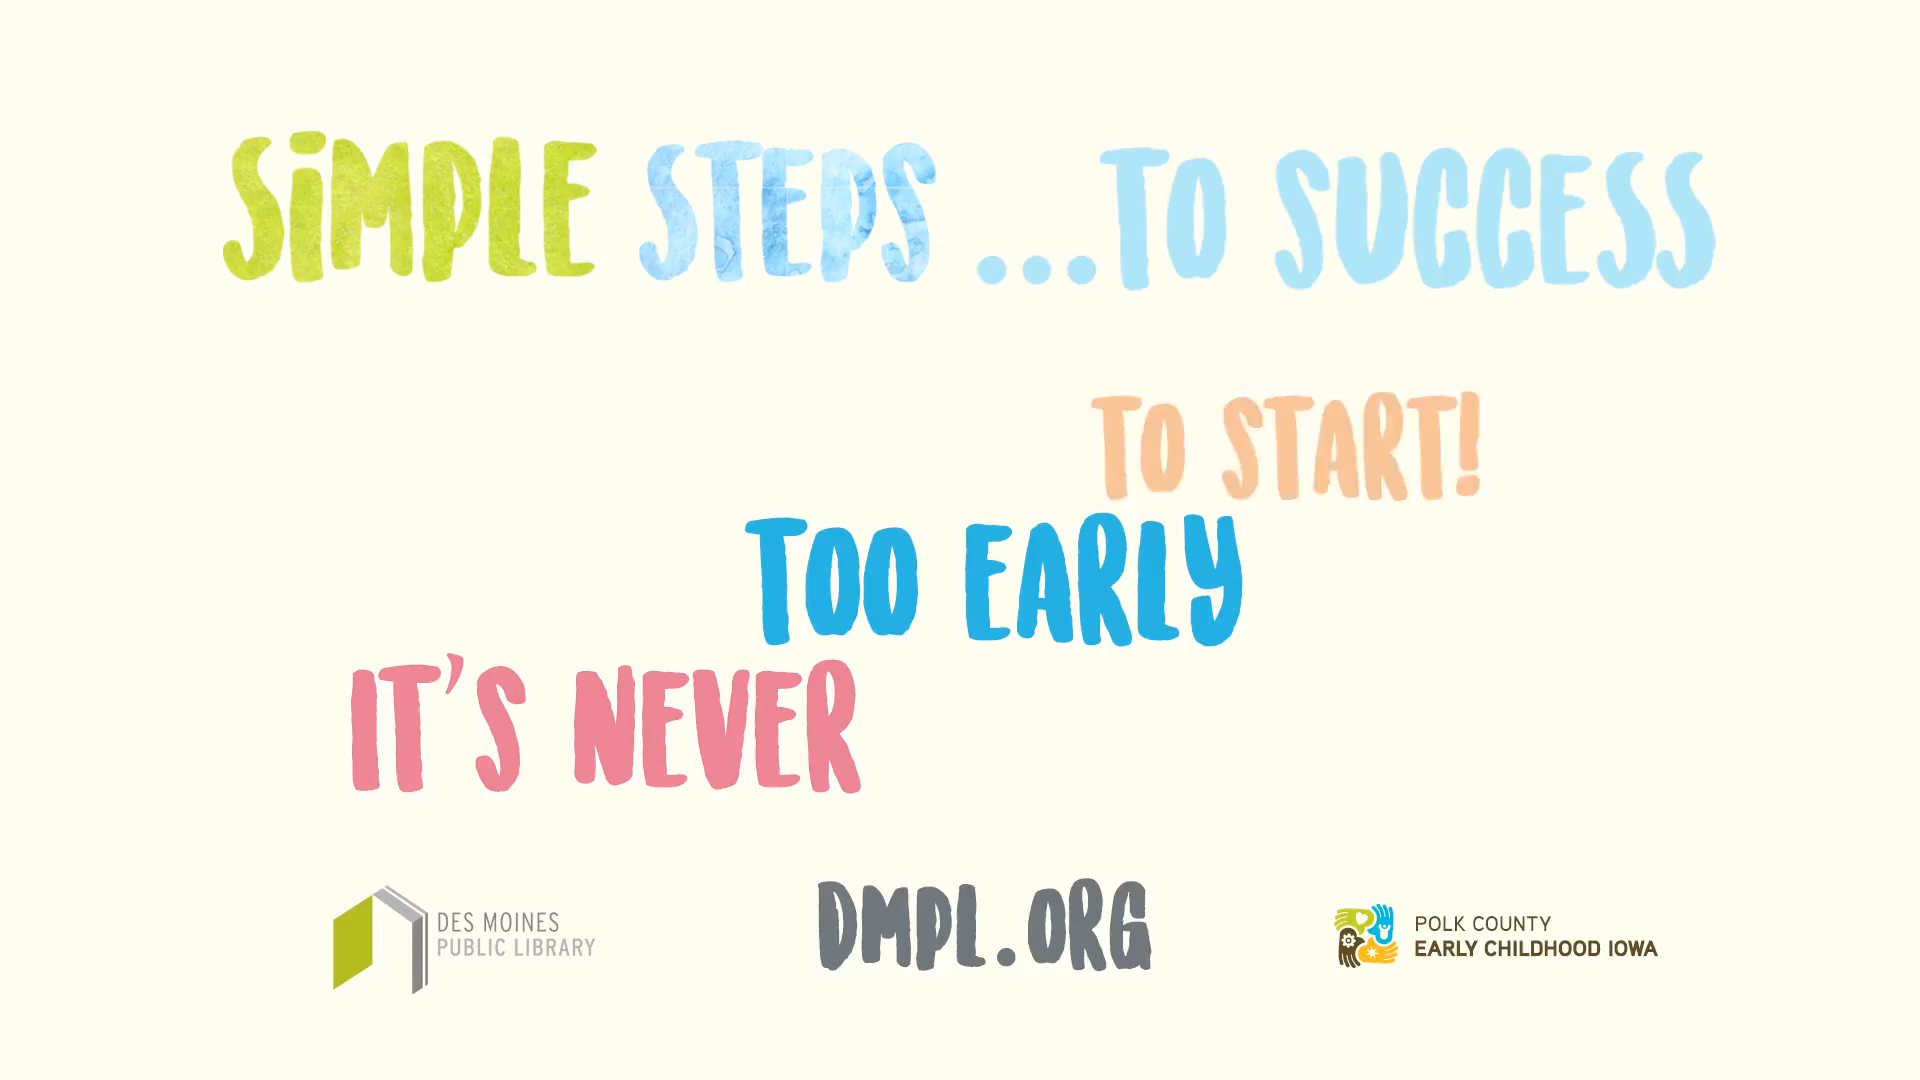 SiMPLE STEPS ...TO SUCCESS
TO START!
TOO EARLY
IT'S NEVER
DES MOINES
PUBLIC LIBRARY
DMPL.ORG
POLK COUNTY
EARLY CHILDHOOD IOWA